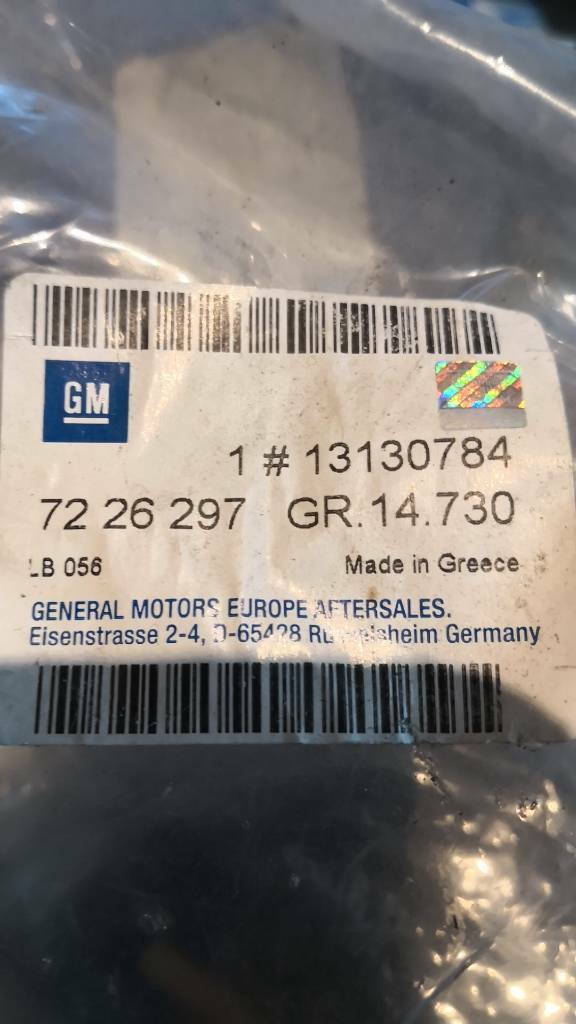 GM
1 # 13130784
72 26 297 GR.14.730
LB 056 Made in Greece
GENERAL MOTORS EUROPE AFTERSALES.
Eisenstrasse 2-4, D-65428 Germany